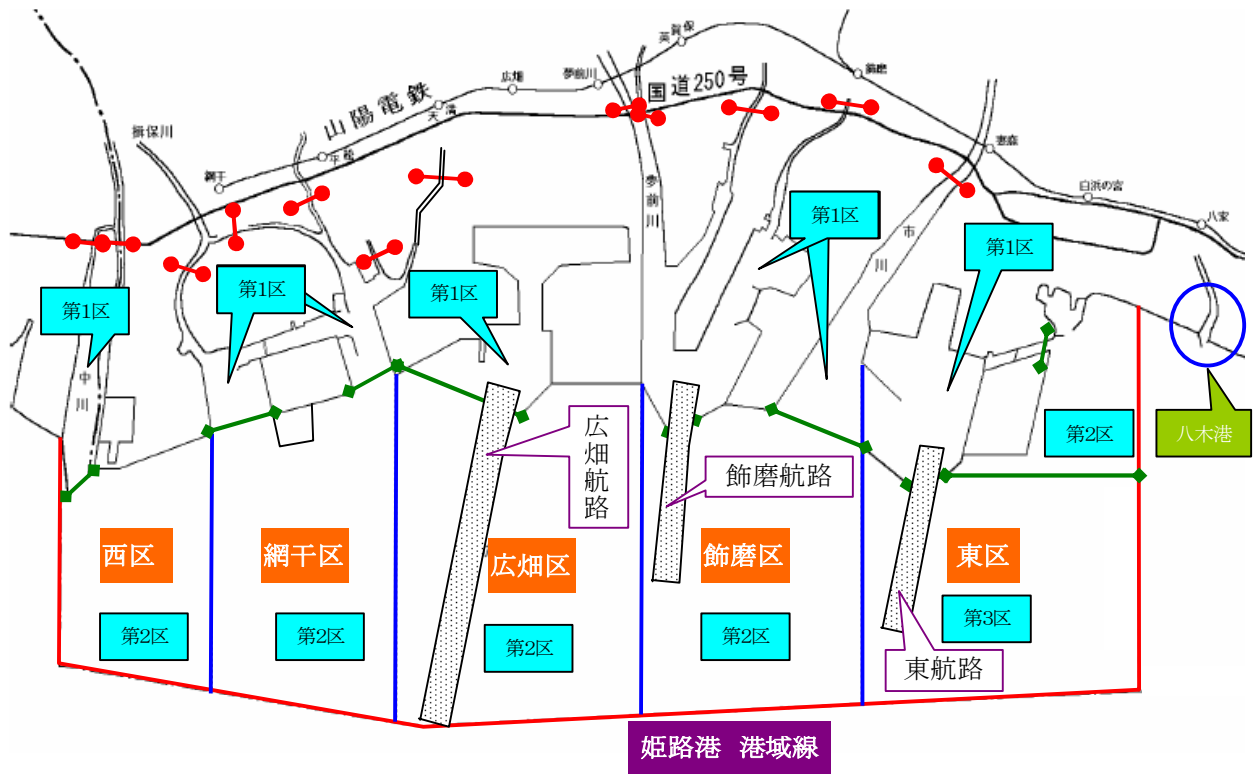 英賀保
夢前川
広畑
飾磨
国道250号
山陽電鉄
天満
平松
網干
揖保川
妻鹿
白浜の宮
八家
夢前川
市川
中川
第1区
第1区
第1区
第1区
第1区
第2区
八木港
広畑航路
飾磨航路
西区
網干区
広畑区
飾磨区
東区
第2区
第2区
第2区
第2区
第3区
東航路
姫路港 港域線